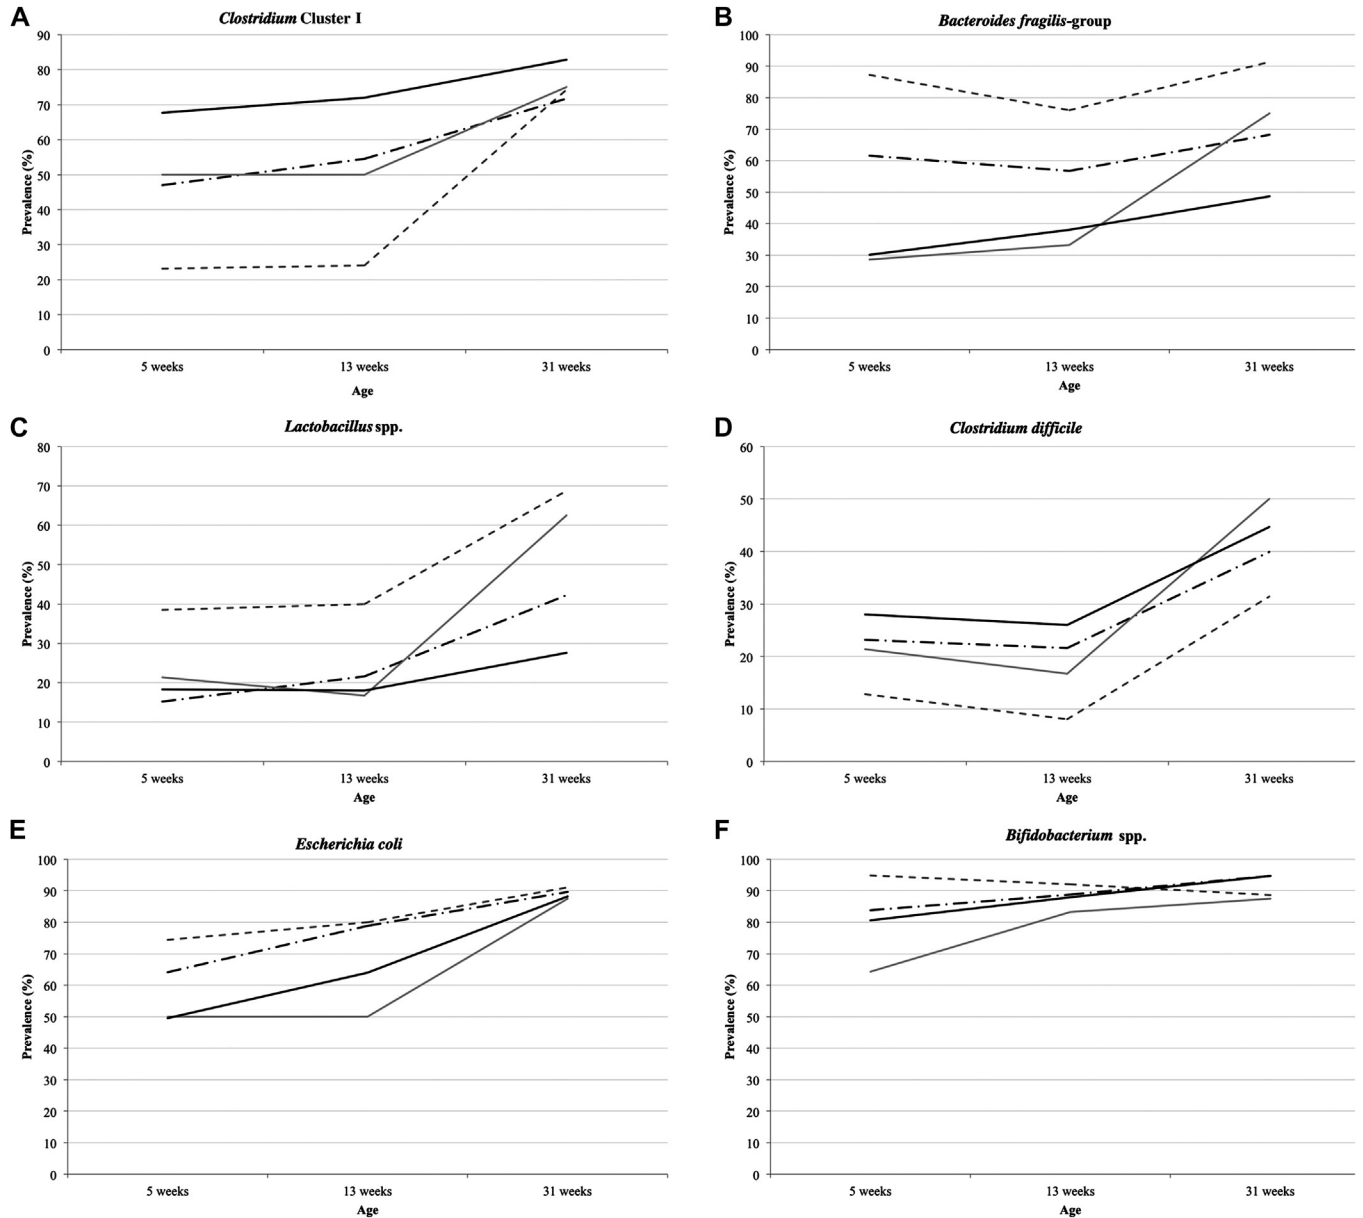 A
Clostridium Cluster I
90
80
70
60
50
40
30
20
10
0
Prevalence (%)
5 weeks 13 weeks 31 weeks
Age
B
Bacteroides fragilis-group
100
90
80
70
60
50
40
30
20
10
0
Prevalence (%)
5 weeks 13 weeks 31 weeks
Age
C
Lactobacillus spp.
80
70
60
50
40
30
20
10
0
Prevalence (%)
5 weeks 13 weeks 31 weeks
Age
D
Clostridium difficile
60
50
40
30
20
10
0
Prevalence (%)
5 weeks 13 weeks 31 weeks
Age
E
Escherichia coli
100
90
80
70
60
50
40
30
20
10
0
Prevalence (%)
5 weeks 13 weeks 31 weeks
Age
F
Bifidobacterium spp.
100
90
80
70
60
50
40
30
20
10
0
Prevalence (%)
5 weeks 13 weeks 31 weeks
Age